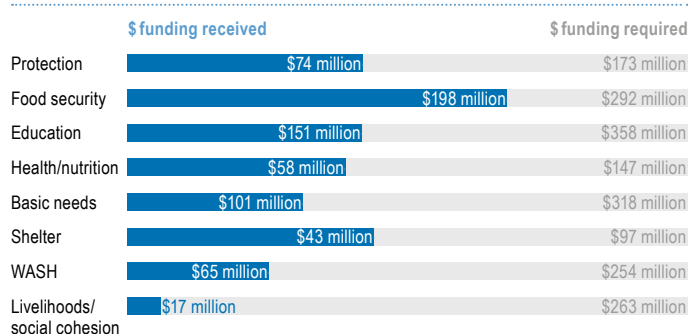 $ funding received $ funding required
Protection $74 million $173 million
Food security $198 million $292 million
Education $151 million $358 million
Health/nutrition $58 million $147 million
Basic needs $101 million $318 million
Shelter $43 million $97 million
WASH $65 million $254 million
Livelihoods/ $17 million $263 million
social cohesion